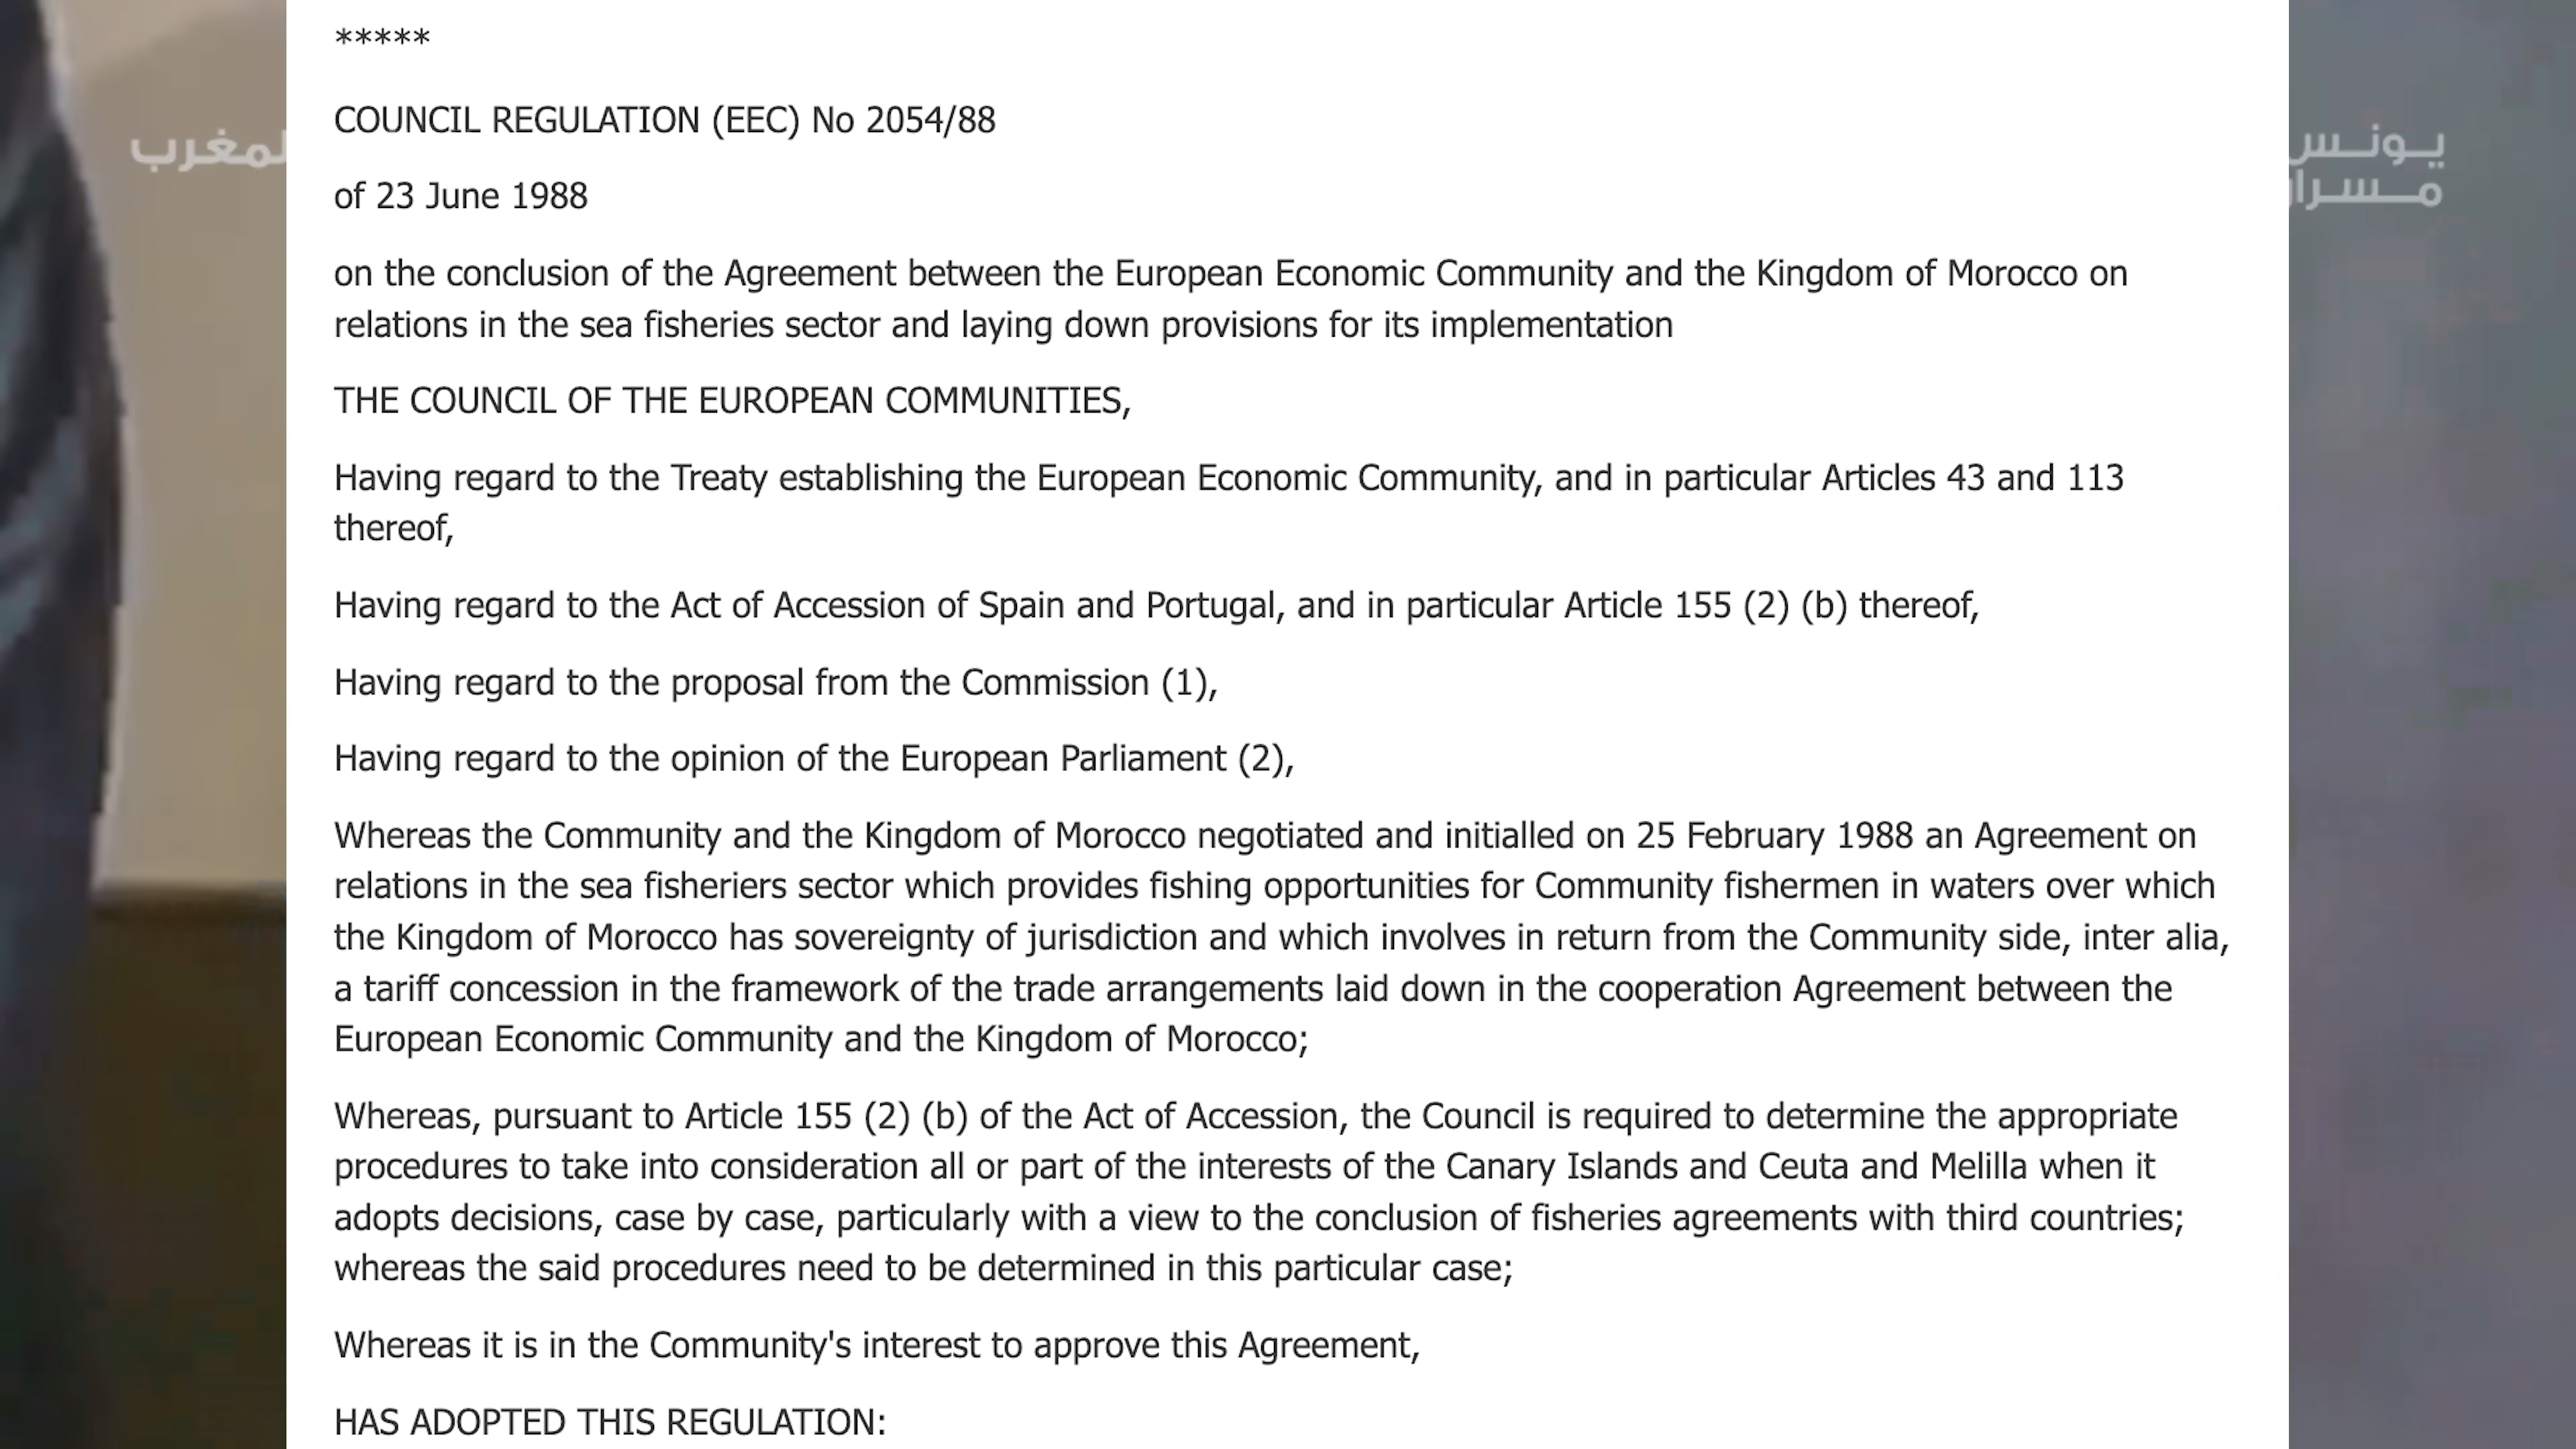 *****
COUNCIL REGULATION (EEC) No 2054/88
of 23 June 1988
on the conclusion of the Agreement between the European Economic Community and the Kingdom of Morocco on
relations in the sea fisheries sector and laying down provisions for its implementation
THE COUNCIL OF THE EUROPEAN COMMUNITIES,
Having regard to the Treaty establishing the European Economic Community, and in particular Articles 43 and 113
thereof,
Having regard to the Act of Accession of Spain and Portugal, and in particular Article 155 (2) (b) thereof,
Having regard to the proposal from the Commission (1),
Having regard to the opinion of the European Parliament (2),
Whereas the Community and the Kingdom of Morocco negotiated and initialled on 25 February 1988 an Agreement on
relations in the sea fisheriers sector which provides fishing opportunities for Community fishermen in waters over which
the Kingdom of Morocco has sovereignty of jurisdiction and which involves in return from the Community side, inter alia,
a tariff concession in the framework of the trade arrangements laid down in the cooperation Agreement between the
European Economic Community and the Kingdom of Morocco;
Whereas, pursuant to Article 155 (2) (b) of the Act of Accession, the Council is required to determine the appropriate
procedures to take into consideration all or part of the interests of the Canary Islands and Ceuta and Melilla when it
adopts decisions, case by case, particularly with a view to the conclusion of fisheries agreements with third countries;
whereas the said procedures need to be determined in this particular case;
Whereas it is in the Community's interest to approve this Agreement,
HAS ADOPTED THIS REGULATION:
لمغرب
يونس
مسرار